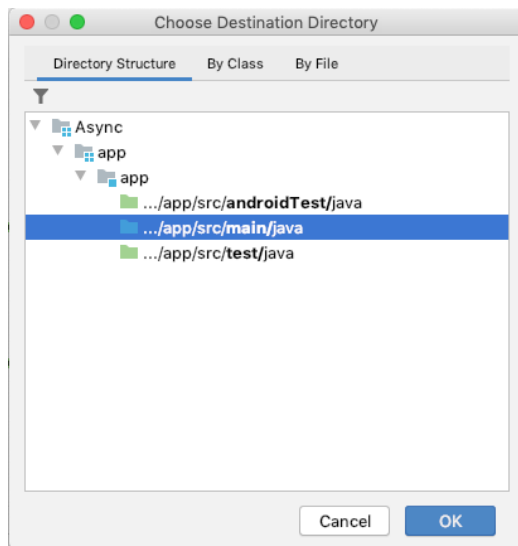 Choose Destination Directory
Directory Structure By Class By File
Async
app
app
.../app/src/androidTest/java
.../app/src/main/java
.../app/src/test/java
Cancel OK